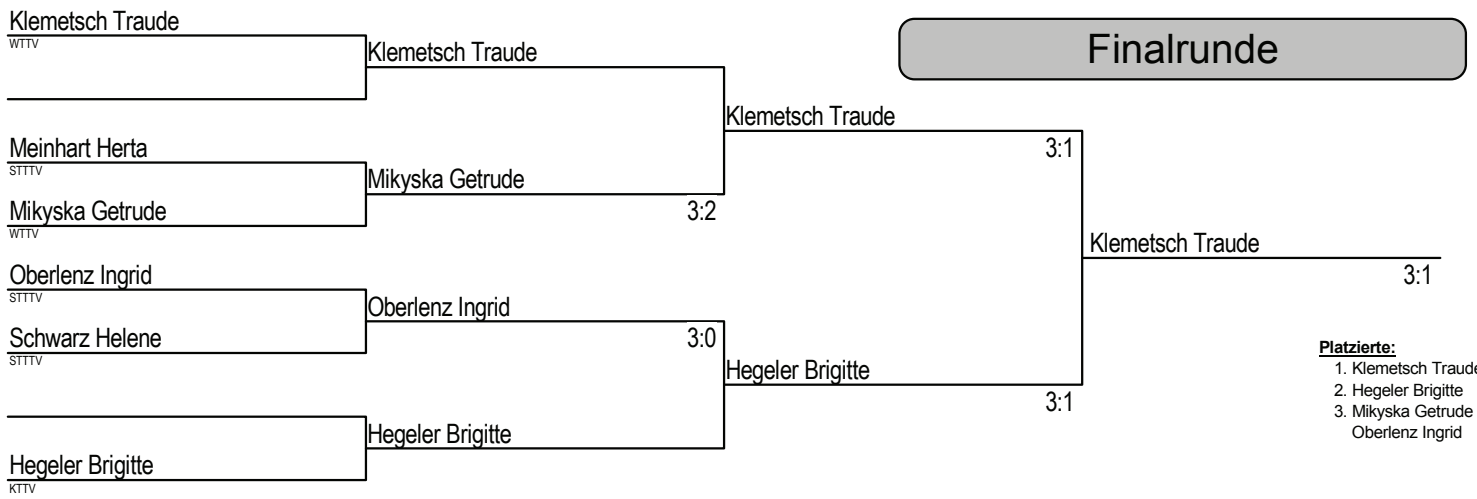 Finalrunde
Klemetsch Traude
WTTV
Klemetsch Traude
Klemetsch Traude
3:1
Meinhart Herta
STTTV
Mikyska Getrude
3:2
Mikyska Getrude
WTTV
Klemetsch Traude
3:1
Oberlenz Ingrid
STTTV
Oberlenz Ingrid
3:0
Schwarz Helene
STTTV
Hegeler Brigitte
3:1
Hegeler Brigitte
Hegeler Brigitte
KTTV
Platzierte:
1. Klemetsch Traude
2. Hegeler Brigitte
3. Mikyska Getrude
Oberlenz Ingrid